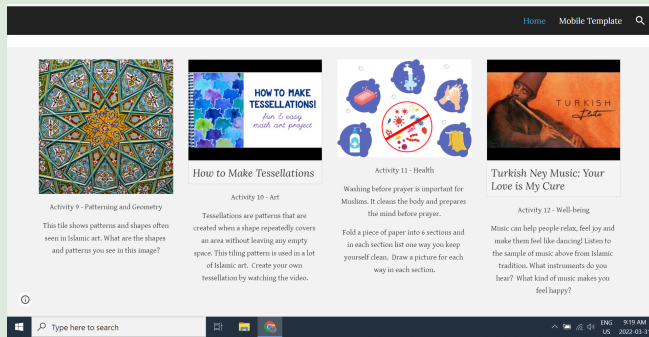 Home Mobile Template
Activity 9 - Patterning and Geometry
This tile shows patterns and shapes often
seen in Islamic art. What are the shapes
and patterns you see in this image?
HOW TO MAKE
TESSELLATIONS!
fun & easy
math art project
How to Make Tessellations
Activity 10 - Art
Tessellations are patterns that are
created when a shape repeatedly covers
an area without leaving any empty
space. This tiling pattern is used in a lot
of Islamic art. Create your own
tessellation by watching the video.
Activity 11 - Health
Washing before prayer is important for
Muslims. It cleans the body and prepares
the mind before prayer.
Fold a piece of paper into 6 sections and
in each section list one way you keep
yourself clean. Draw a picture for each
way in each section.
TURKISH
Flute
Turkish Ney Music: Your
Love is My Cure
Activity 12 - Well-being
Music can help people relax, feel joy and
make them feel like dancing! Listen to
the sample of music above from Islamic
tradition. What instruments do you
hear? What kind of music makes you
feel happy?
Type here to search
ENG 9:19 AM
US 2022-03-31